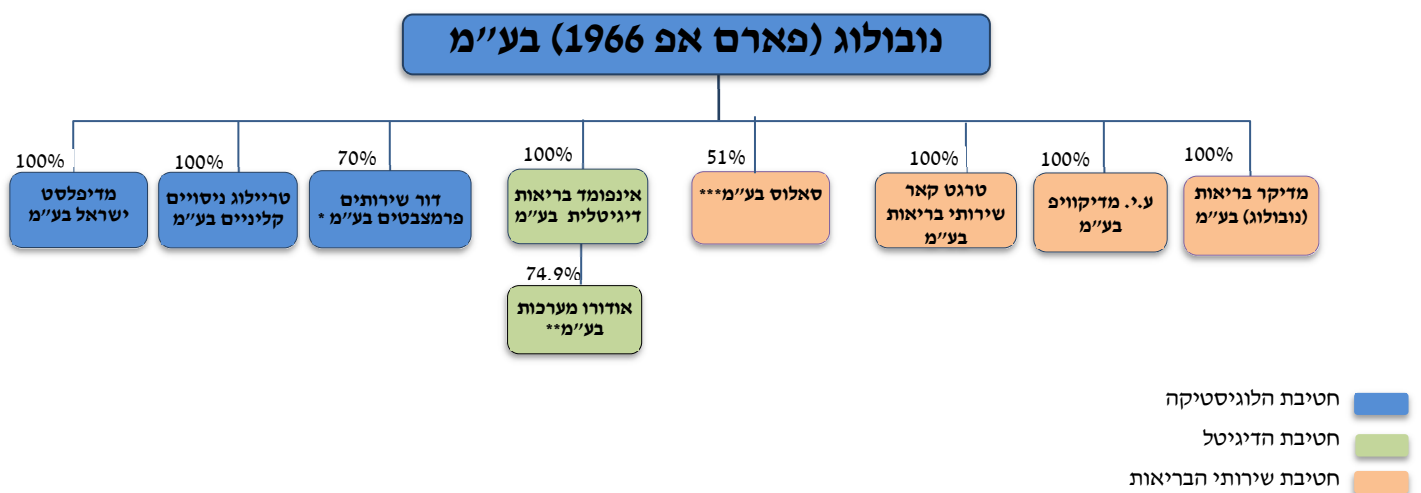 נובולוג (פארם אפ 1966) בע״מ
100%
מדיקר בריאות
(נובולוג) בע״מ
100%
ע.י. מדיקוויפ
בע״מ
100%
טרגט קאר
שירותי בריאות
בע״מ
51%
סאלוס בע״מ***
100%
אינפומד בריאות
דיגיטלית בע״מ
74.9%
אודורו מערכות
בע״מ**
70%
דור שירותים
פרמצבטים בע״מ *
100%
טריילוג ניסויים
קליניים בע״מ
100%
מדיפלסט
ישראל בע״מ
חטיבת הלוגיסטיקה
חטיבת הדיגיטל
חטיבת שירותי הבריאות